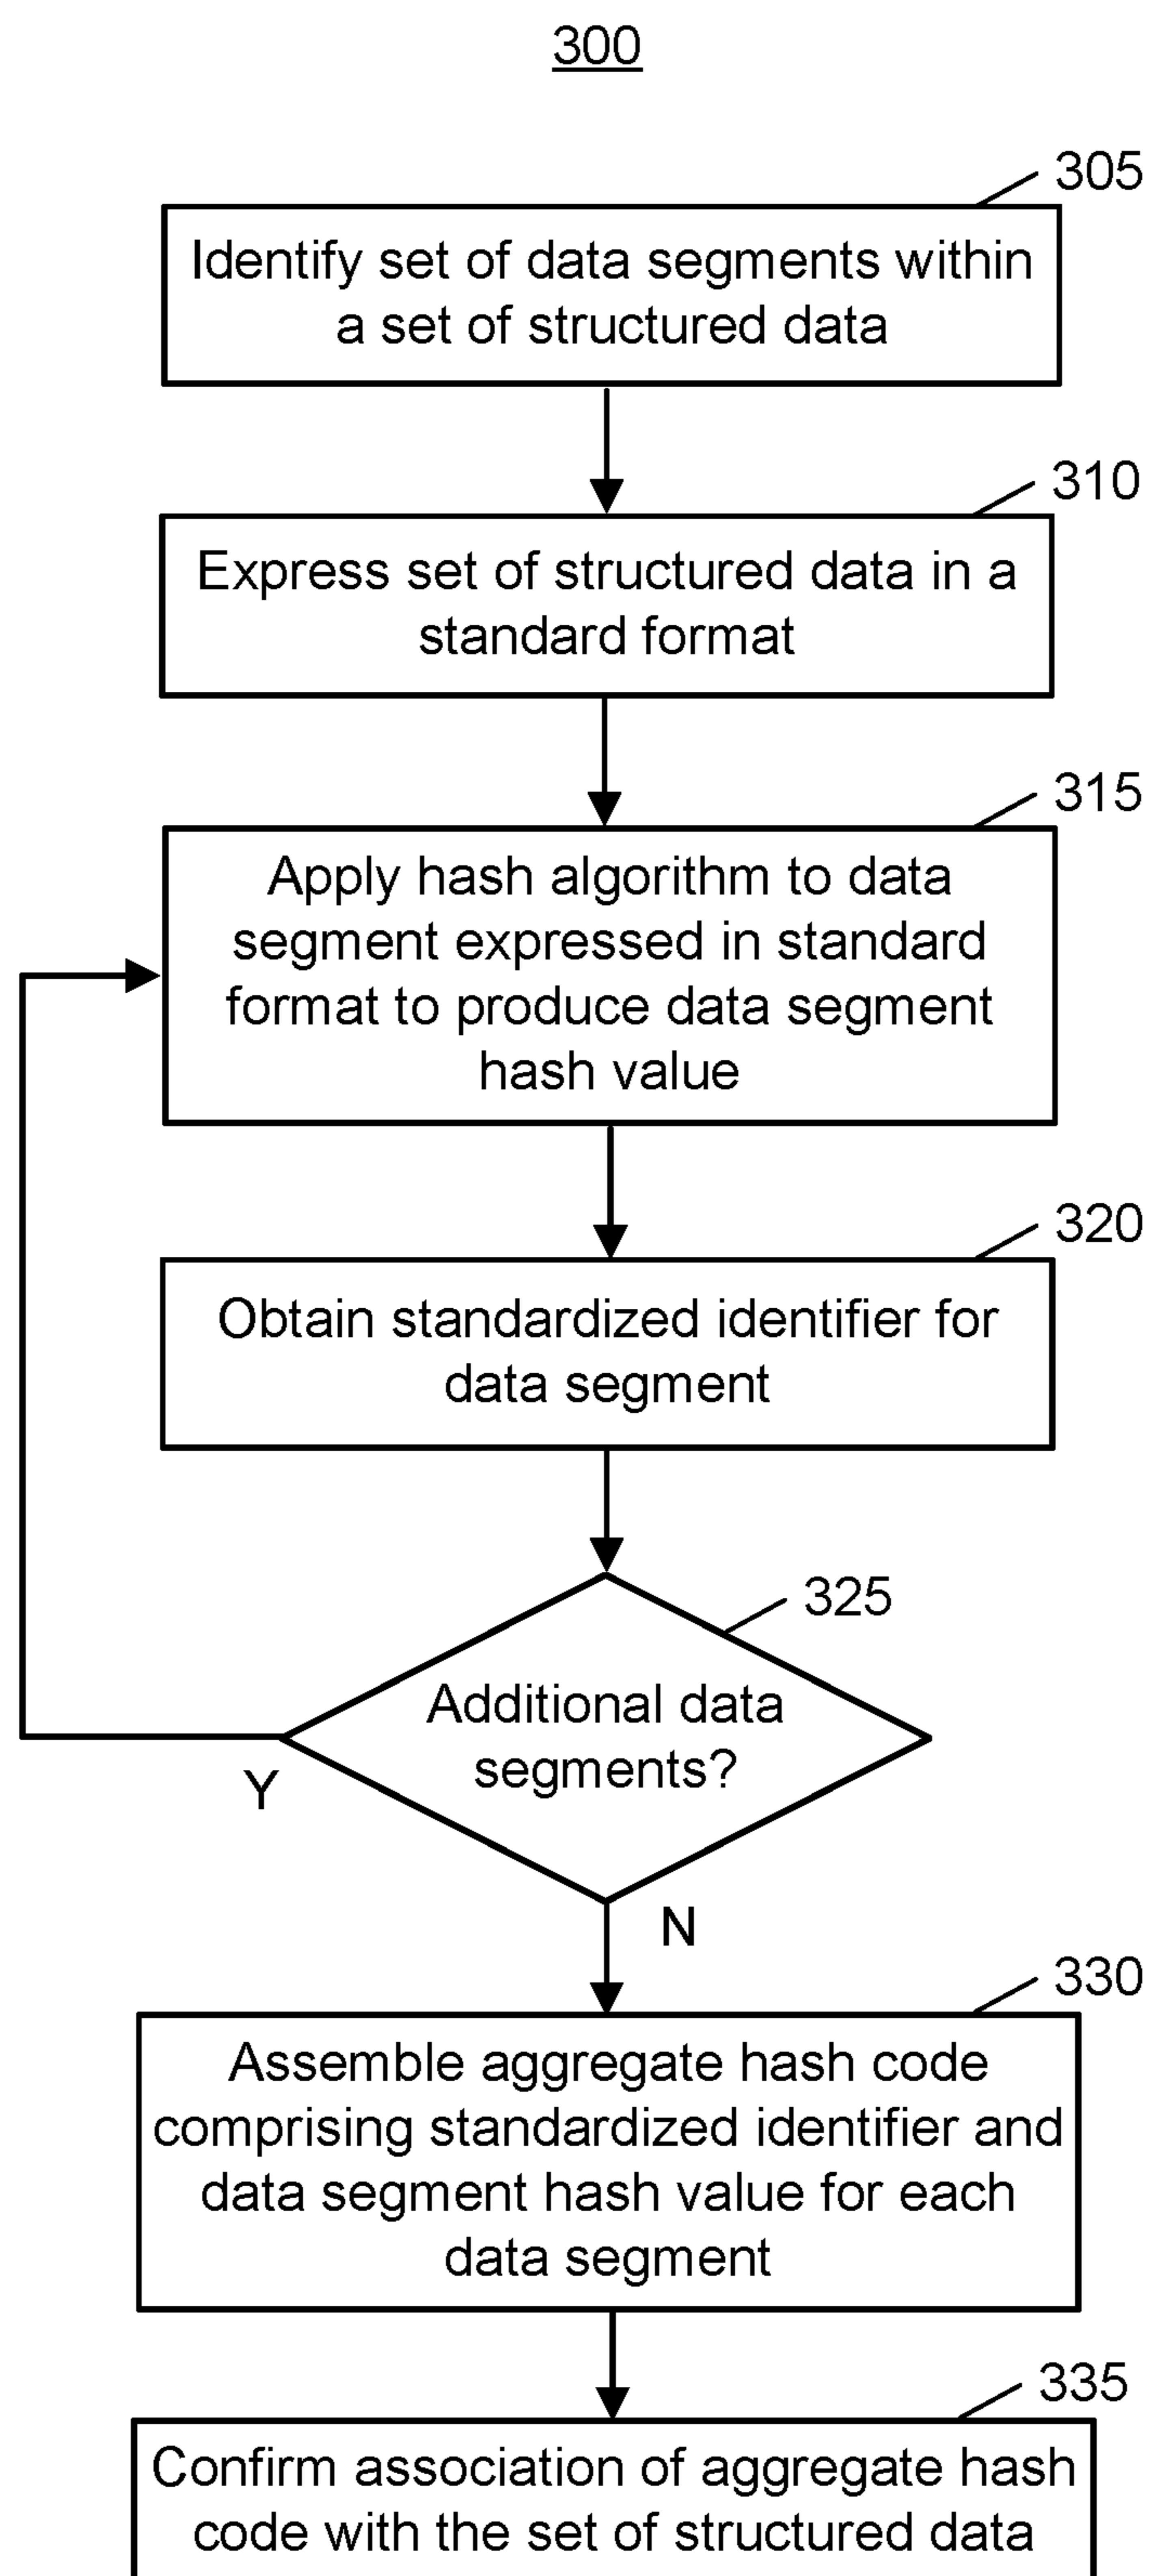 300
305
Identify set of data segments within
a set of structured data
310
Express set of structured data in a
standard format
315
Apply hash algorithm to data
segment expressed in standard
format to produce data segment
hash value
320
Obtain standardized identifier for
data segment
325
Additional data
segments?
Y
N
330
Assemble aggregate hash code
comprising standardized identifier and
data segment hash value for each
data segment
335
Confirm association of aggregate hash
code with the set of structured data